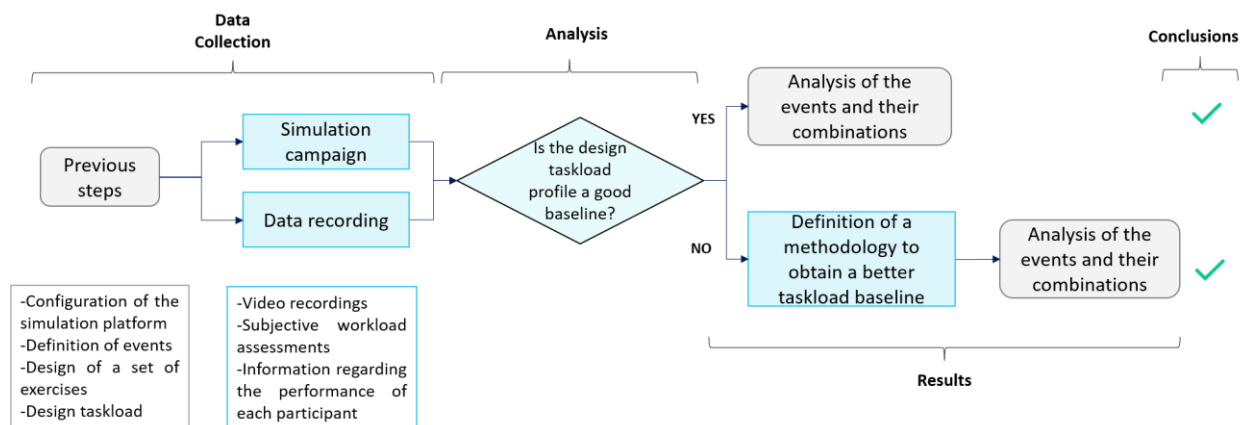 Data
Collection
Analysis
Conclusions
Previous
steps
Simulation
campaign
Data recording
Is the design
taskload
profile a good
baseline?
YES
Analysis of the
events and their
combinations
NO
Definition of a
methodology to
obtain a better
taskload baseline
Analysis of the
events and their
combinations
-Configuration of the
simulation platform
-Definition of events
-Design of a set of
exercises
-Design taskload
-Video recordings
-Subjective workload
assessments
-Information regarding
the performance of
each participant
Results